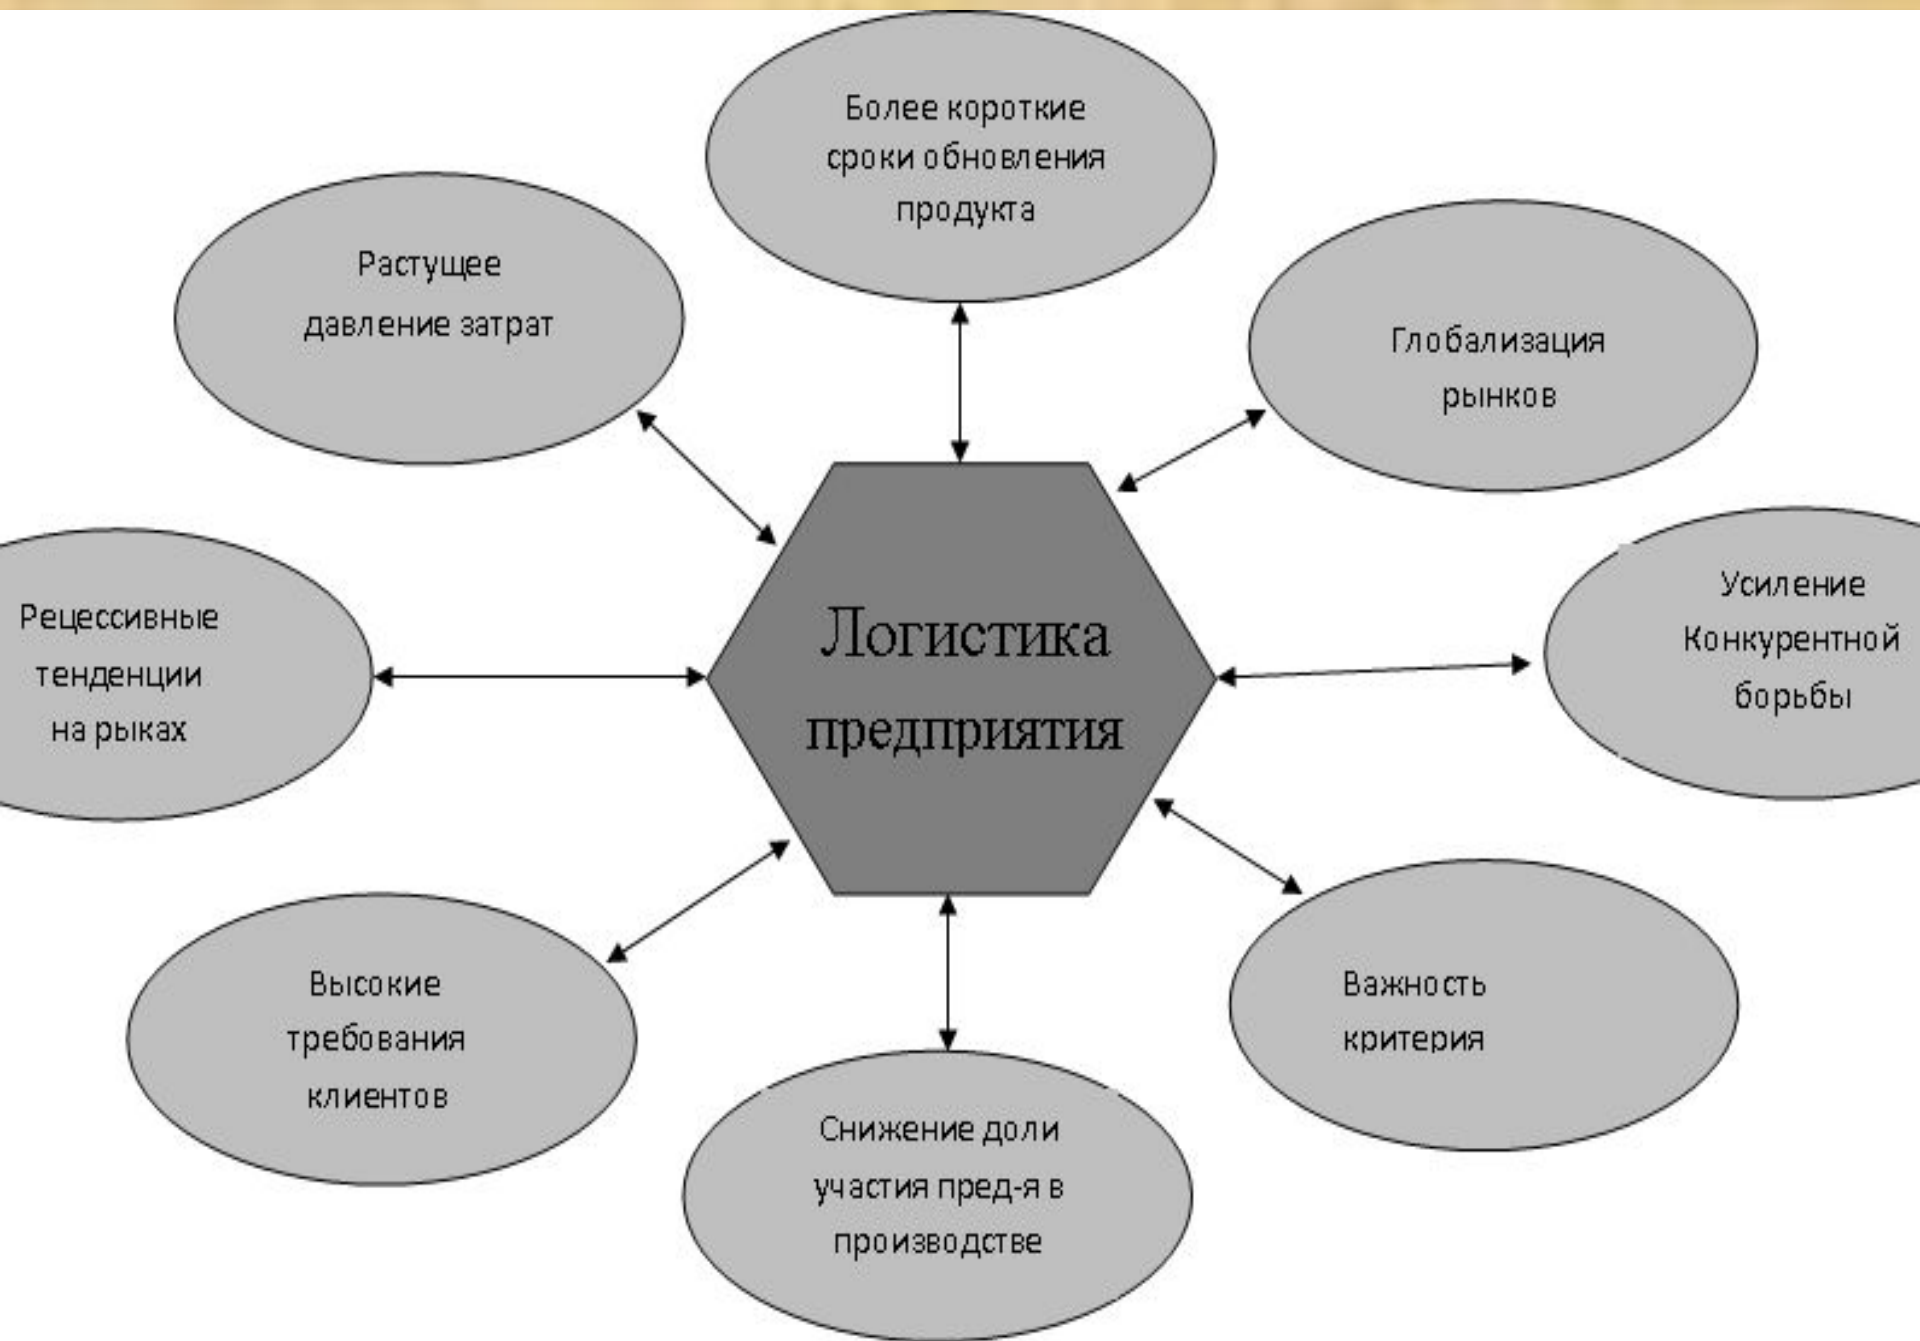 Более короткие
сроки обновления
продукта
Растущее
давление затрат
Глобализация
рынков
Рецессивные
тенденции
на рыках
Логистика
предприятия
Усиление
Конкурентной
борьбы
Высокие
требования
клиентов
Важность
критерия
Снижение доли
участия пред-я в
производстве